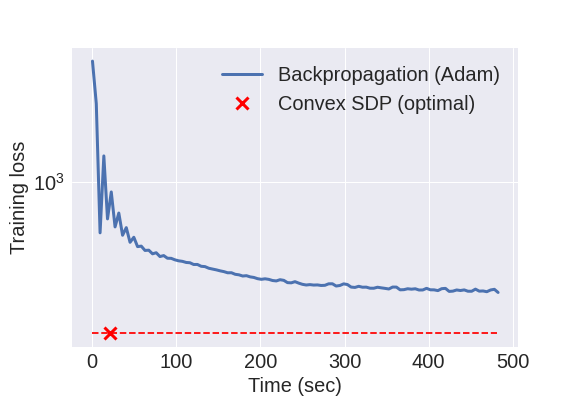 Backpropagation (Adam)
Convex SDP (optimal)
Training loss
10³
0 100 200 300 400 500
Time (sec)